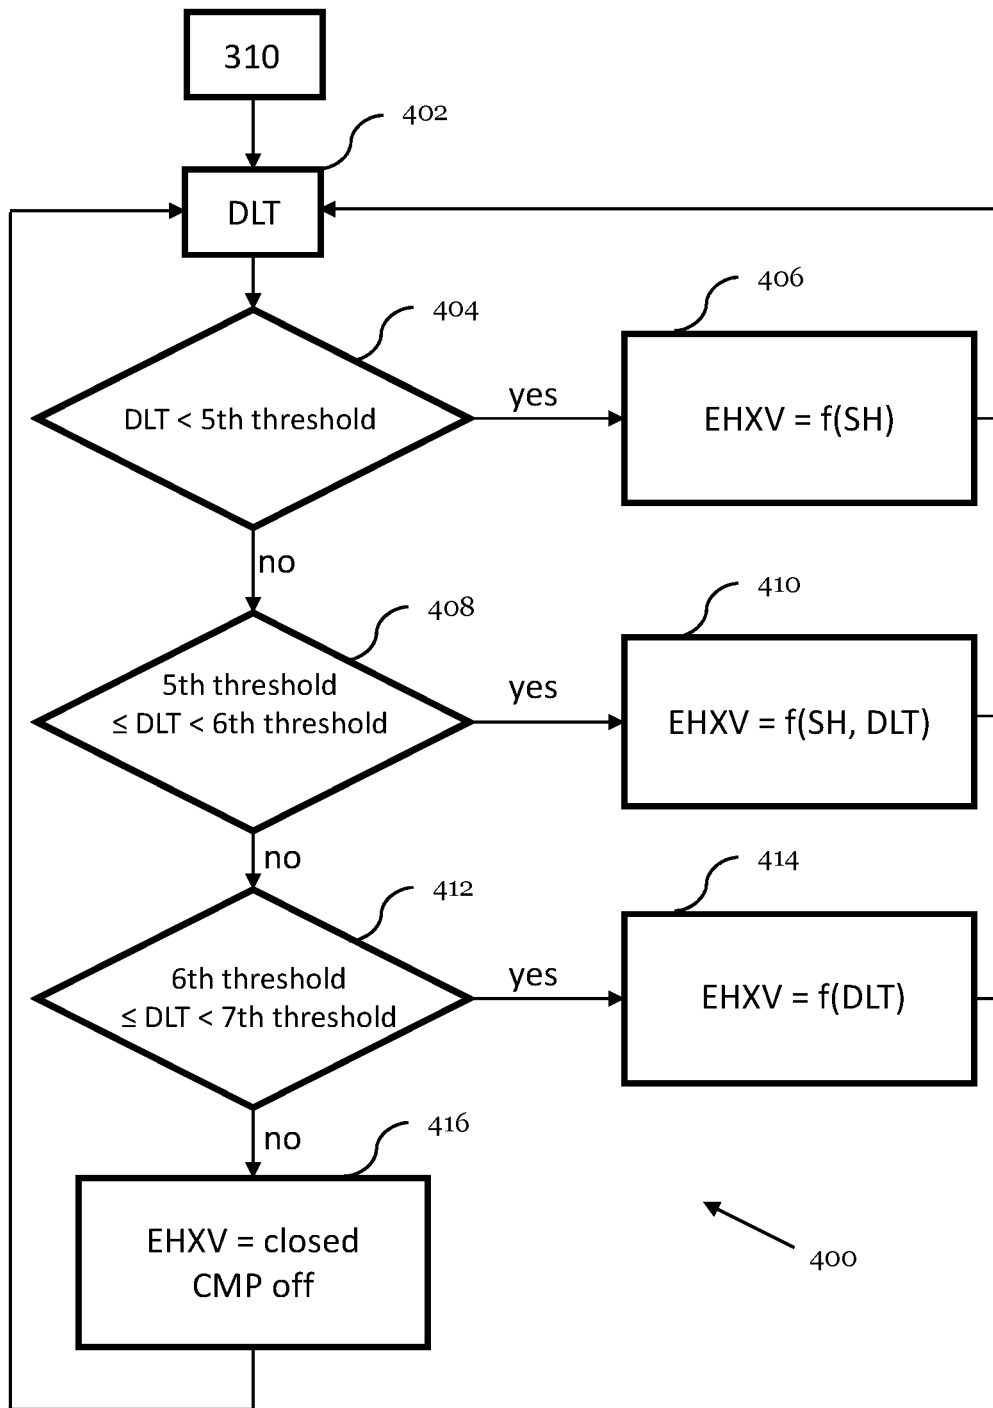 310
402
DLT
404
406
DLT < 5th threshold
yes
EHXV = f(SH)
no
408
410
5th threshold
≤ DLT < 6th threshold
yes
EHXV = f(SH, DLT)
no
412
414
6th threshold
≤ DLT < 7th threshold
yes
EHXV = f(DLT)
no
416
EHXV = closed
CMP off
400